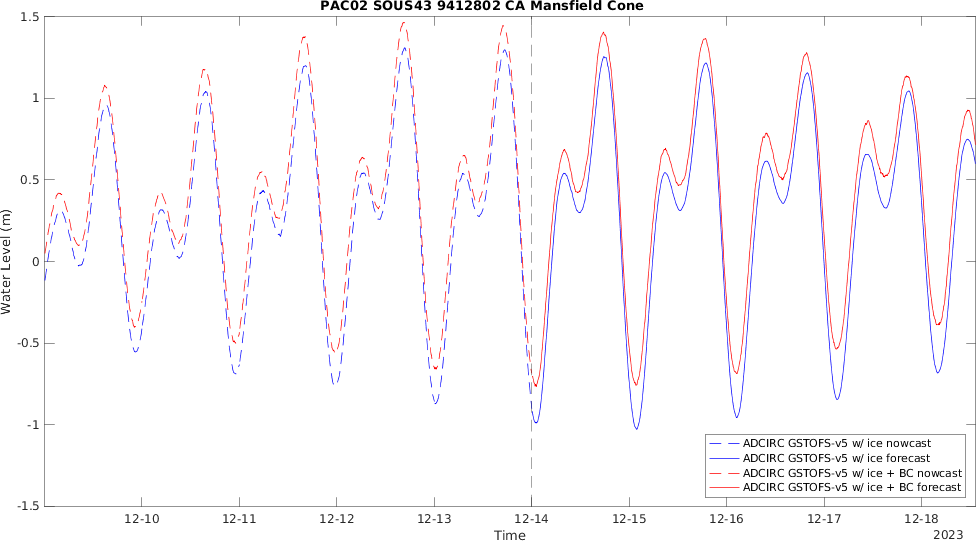 PAC02 SOUS43 9412802 CA Mansfield Cone
1.5
1
0.5
0
-0.5
-1
-1.5
Water Level (m)
ADCIRC GSTOFS-v5 w/ ice nowcast
ADCIRC GSTOFS-v5 w/ ice forecast
ADCIRC GSTOFS-v5 w/ ice + BC nowcast
ADCIRC GSTOFS-v5 w/ ice + BC forecast
12-10 12-11 12-12 12-13 12-14 12-15 12-16 12-17 12-18
Time
2023